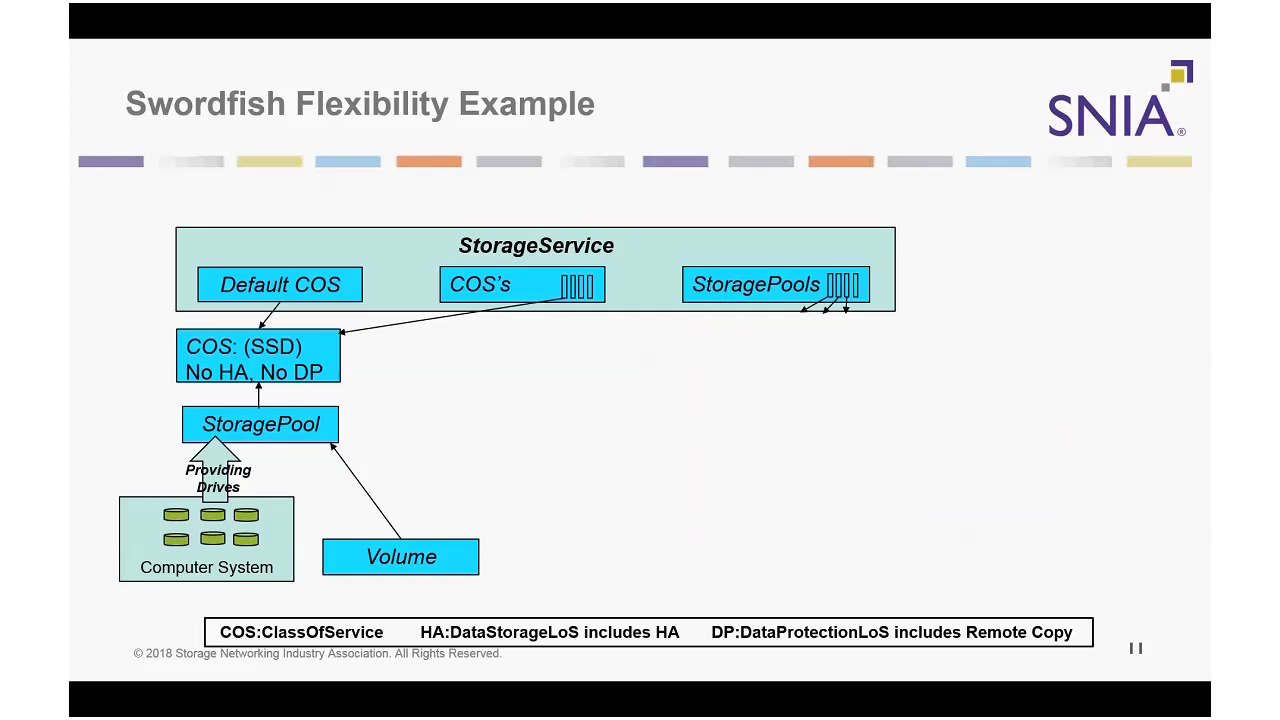 Swordfish Flexibility Example
SNIA®
StorageService
Default COS
COS's
StoragePools
COS: (SSD)
No HA, No DP
StoragePool
Providing
Drives
Computer System
Volume
COS:ClassOfService HA:DataStorageLoS includes HA DP:DataProtectionLoS includes Remote Copy
© 2018 Storage Networking Industry Association. All Rights Reserved.
11